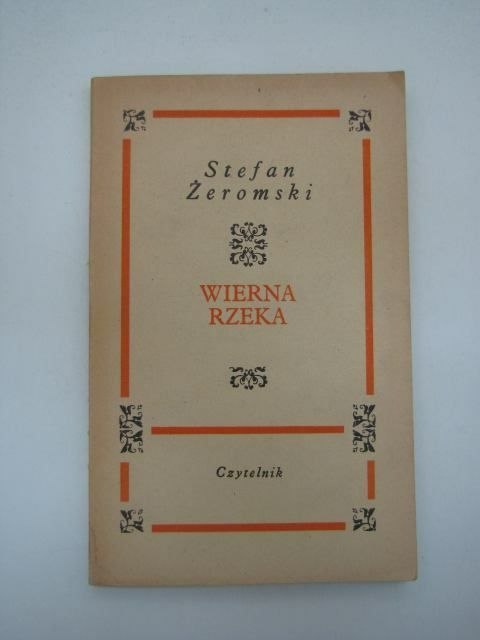 Stefan
Żeromski
WIERNA
RZEKA
Czytelnik